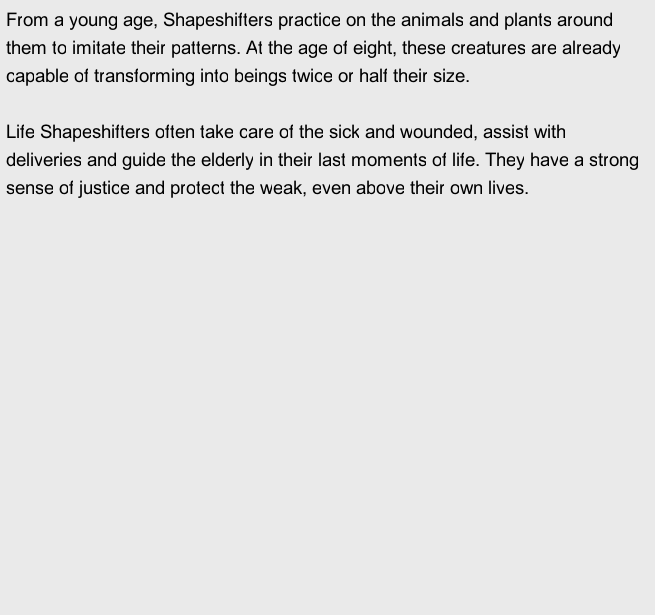 From a young age, Shapeshifters practice on the animals and plants around
them to imitate their patterns. At the age of eight, these creatures are already
capable of transforming into beings twice or half their size.
Life Shapeshifters often take care of the sick and wounded, assist with
deliveries and guide the elderly in their last moments of life. They have a strong
sense of justice and protect the weak, even above their own lives.